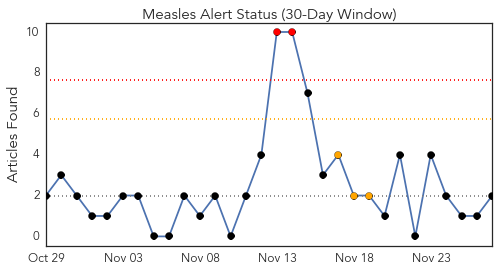 Measles Alert Status (30-Day Window)
Articles Found
10
8
6
4
2
0
Oct 29 Nov 03 Nov 08 Nov 13 Nov 18 Nov 23